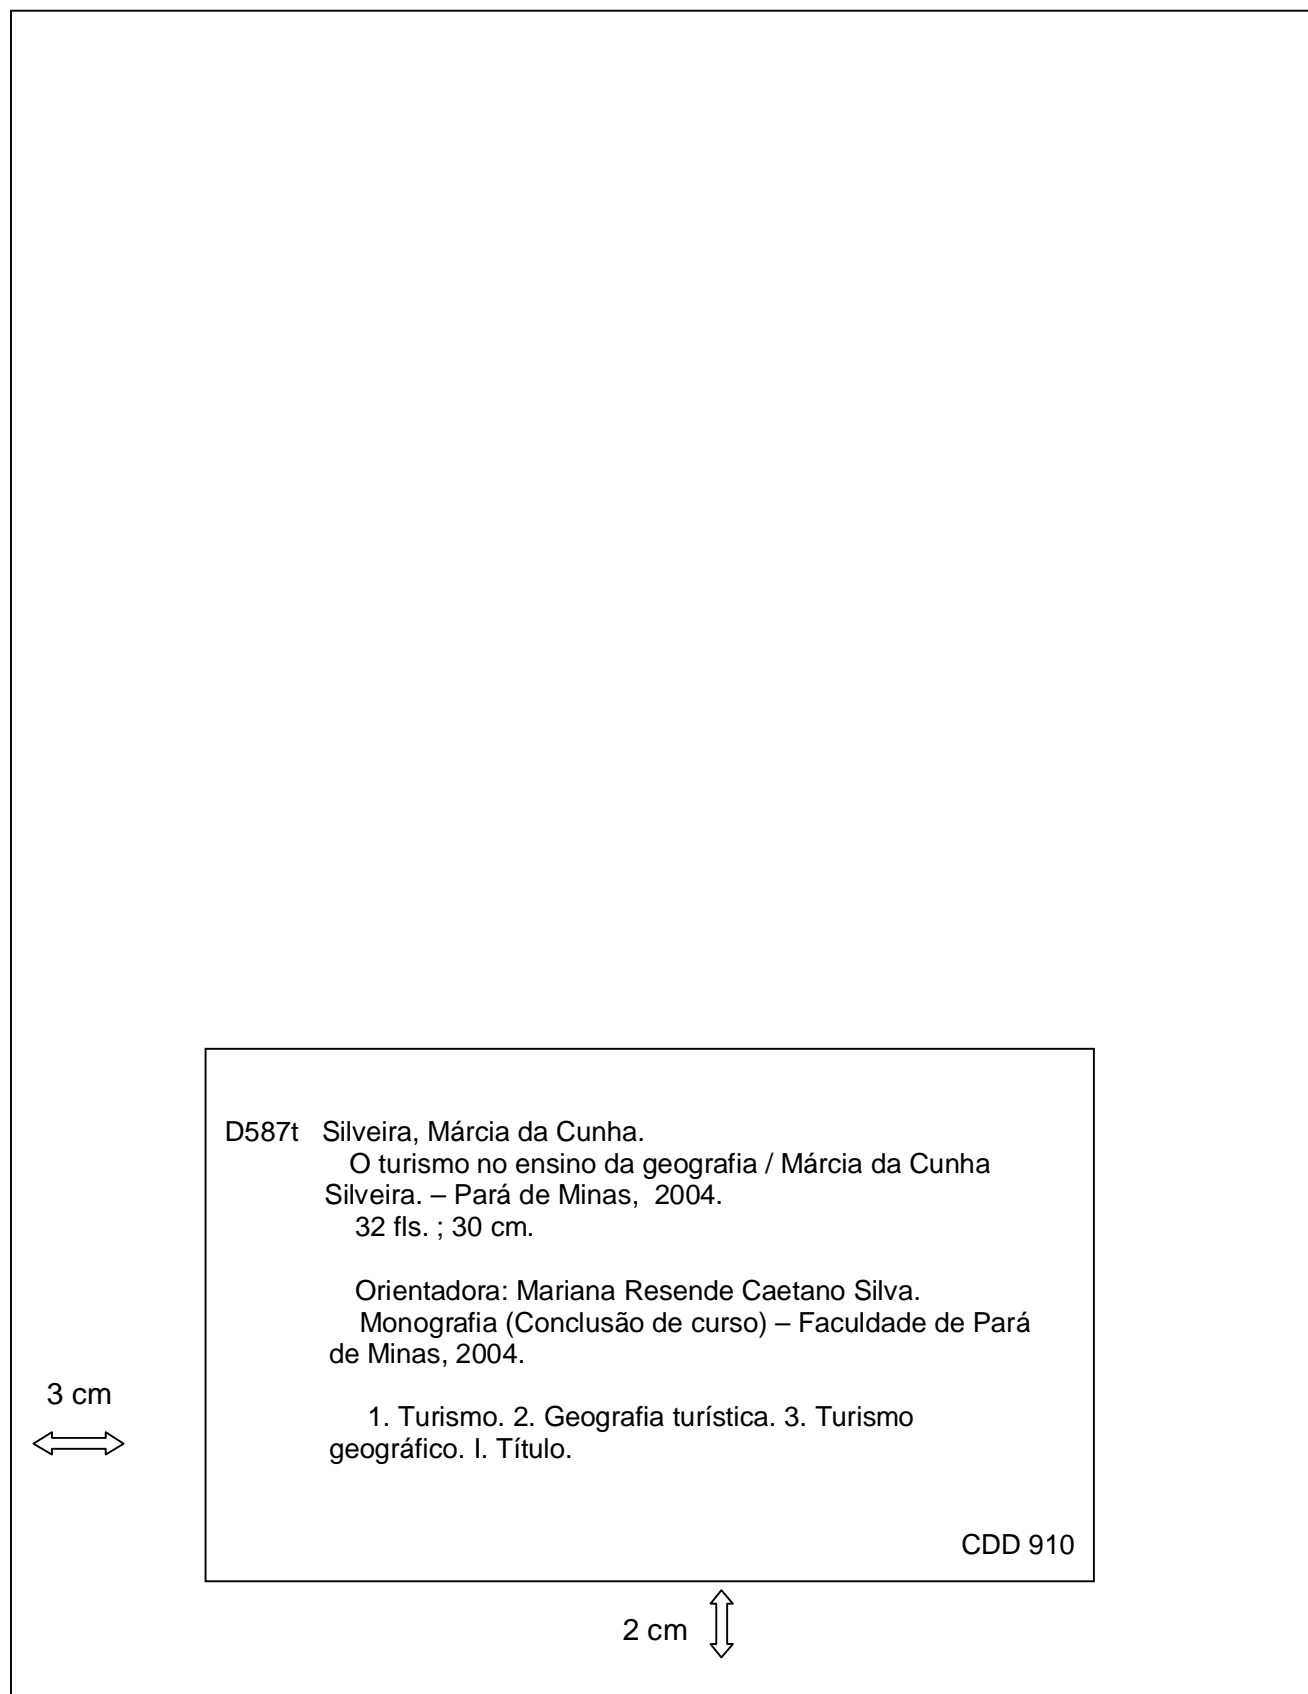 D587t Silveira, Márcia da Cunha.
O turismo no ensino da geografia / Márcia da Cunha
Silveira. – Pará de Minas, 2004.
32 fls. ; 30 cm.
Orientadora: Mariana Resende Caetano Silva.
Monografia (Conclusão de curso) – Faculdade de Pará
de Minas, 2004.
3 cm
1. Turismo. 2. Geografia turística. 3. Turismo
geográfico. I. Título.
CDD 910
2 cm